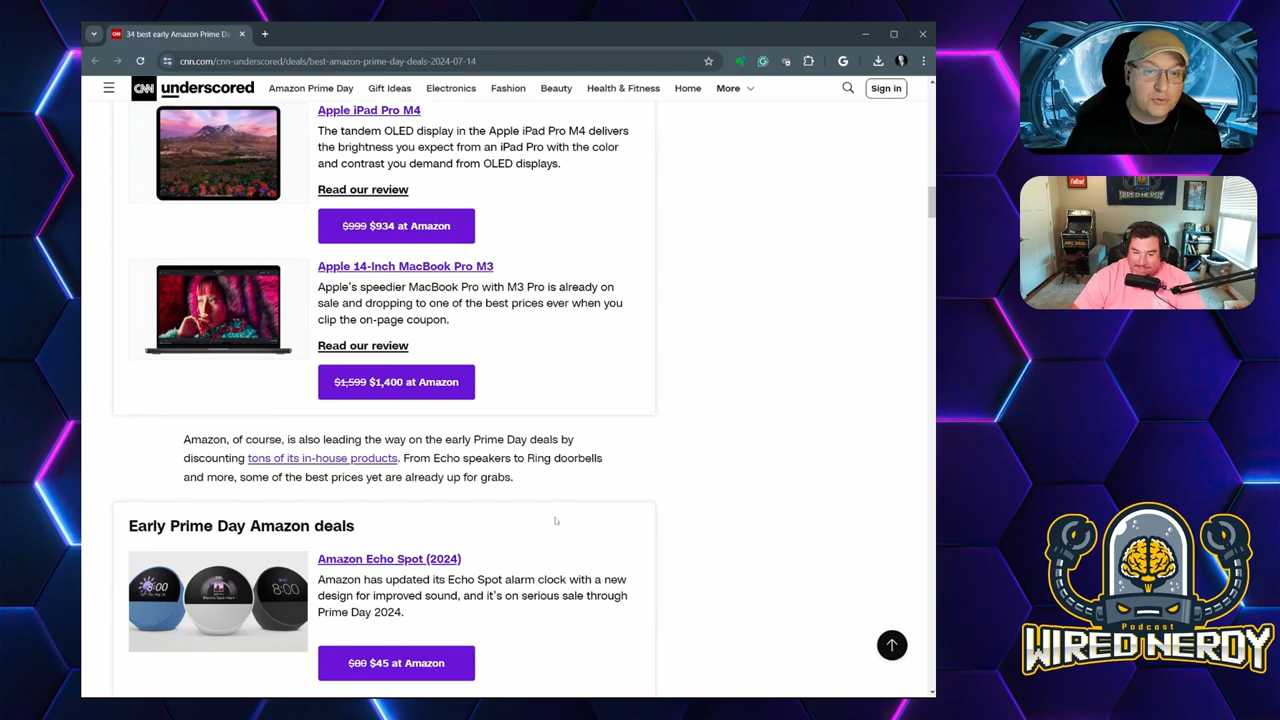 34 best early Amazon Prime Da
cnn.com/cnn-underscored/deals/best-amazon-prime-day-deals-2024-07-14
CNN underscored
Amazon Prime Day
Gift Ideas
Electronics
Fashion
Beauty
Health & Fitness
Home
More
Sign in
Apple iPad Pro M4
The tandem OLED display in the Apple iPad Pro M4 delivers
the brightness you expect from an iPad Pro with the color
and contrast you demand from OLED displays.
Read our review
$999 $934 at Amazon
Apple 14-Inch MacBook Pro M3
Apple's speedier MacBook Pro with M3 Pro is already on
sale and dropping to one of the best prices ever when you
clip the on-page coupon.
Read our review
$1,599 $1,400 at Amazon
Amazon, of course, is also leading the way on the early Prime Day deals by
discounting tons of its in-house products. From Echo speakers to Ring doorbells
and more, some of the best prices yet are already up for grabs.
Early Prime Day Amazon deals
Amazon Echo Spot (2024)
Amazon has updated its Echo Spot alarm clock with a new
design for improved sound, and it's on serious sale through
Prime Day 2024.
$80 $45 at Amazon
8:00
8:00
Fallout
WIRED NERDY
Podcast
WIRED NERDY